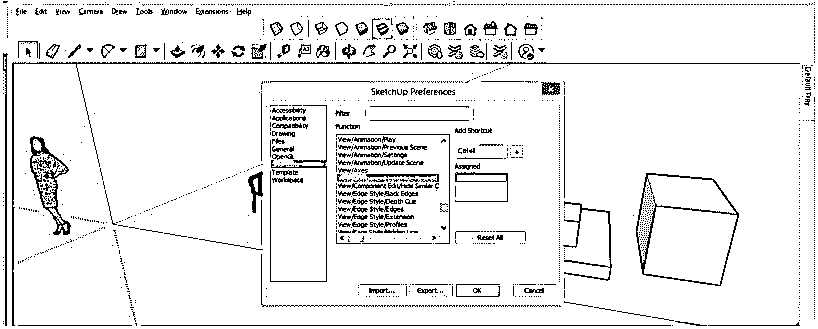 File Edit View Camera Draw Tools Window Extensions Help
SketchUp Preferences
Default Tray
Accessibility
Applications
Compatibility
Drawing
Files
General
OpenGL
Template
Workspace
Filter
Function
View/Animation/Play
View/Animation/Previous Scene
View/Animation/Settings
View/Animation/Update Scene
View/Axes
View/Component Edit/Hide Similar C
View/Edge Style/Back Edges
View/Edge Style/Depth Cue
View/Edge Style/Edges
View/Edge Style/Extension
View/Edge Style/Profiles
Add Shortcut
+
Assigned
Reset All
Import... Export... OK Cancel